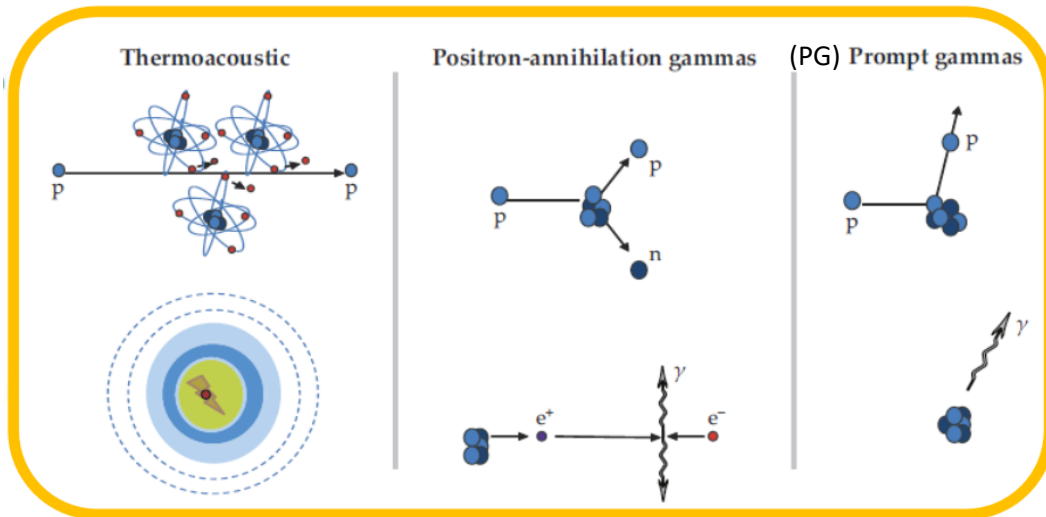 Thermoacoustic
Positron-annihilation gammas
(PG) Prompt gammas
p
p
p
p
n
p
p
γ
e⁺
e⁻
γ